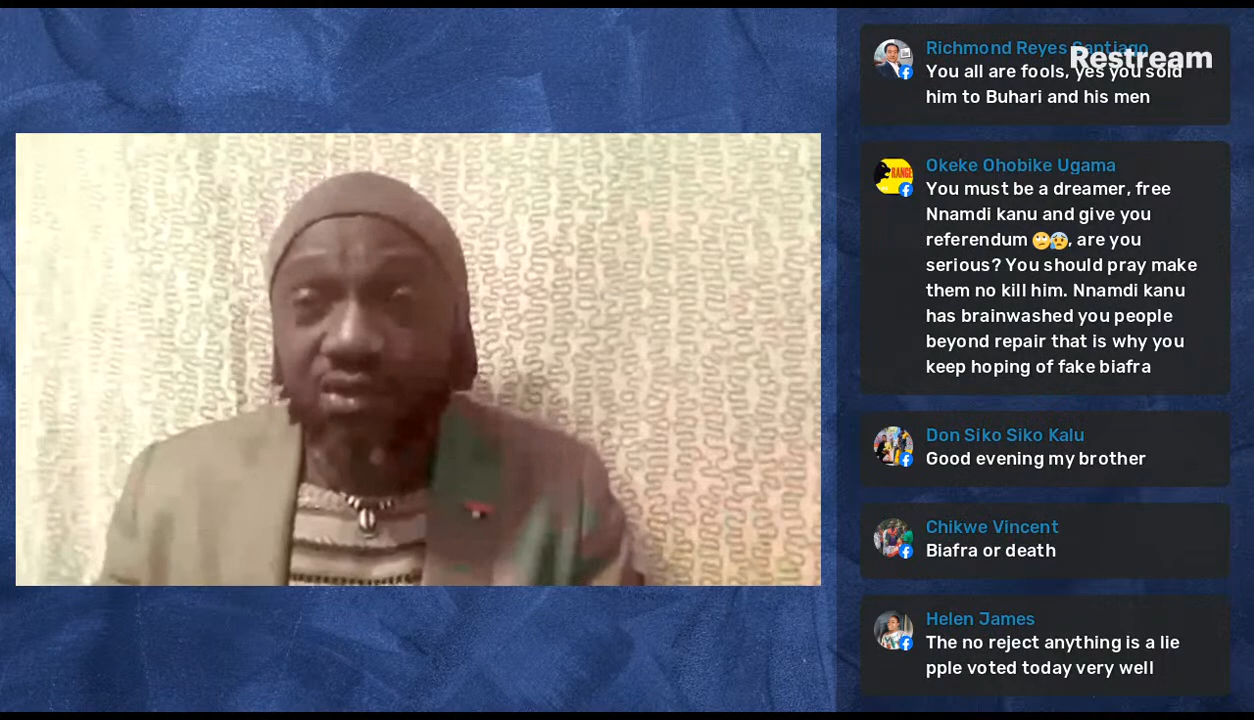 Restream
Richmond Reyes Santiago
You all are fools, yes you sold
him to Buhari and his men
RANGE
Okeke Ohobike Ugama
You must be a dreamer, free
Nnamdi kanu and give you
referendum 🙄😰, are you
serious? You should pray make
them no kill him. Nnamdi kanu
has brainwashed you people
beyond repair that is why you
keep hoping of fake biafra
Don Siko Siko Kalu
Good evening my brother
Chikwe Vincent
Biafra or death
Helen James
The no reject anything is a lie
pple voted today very well